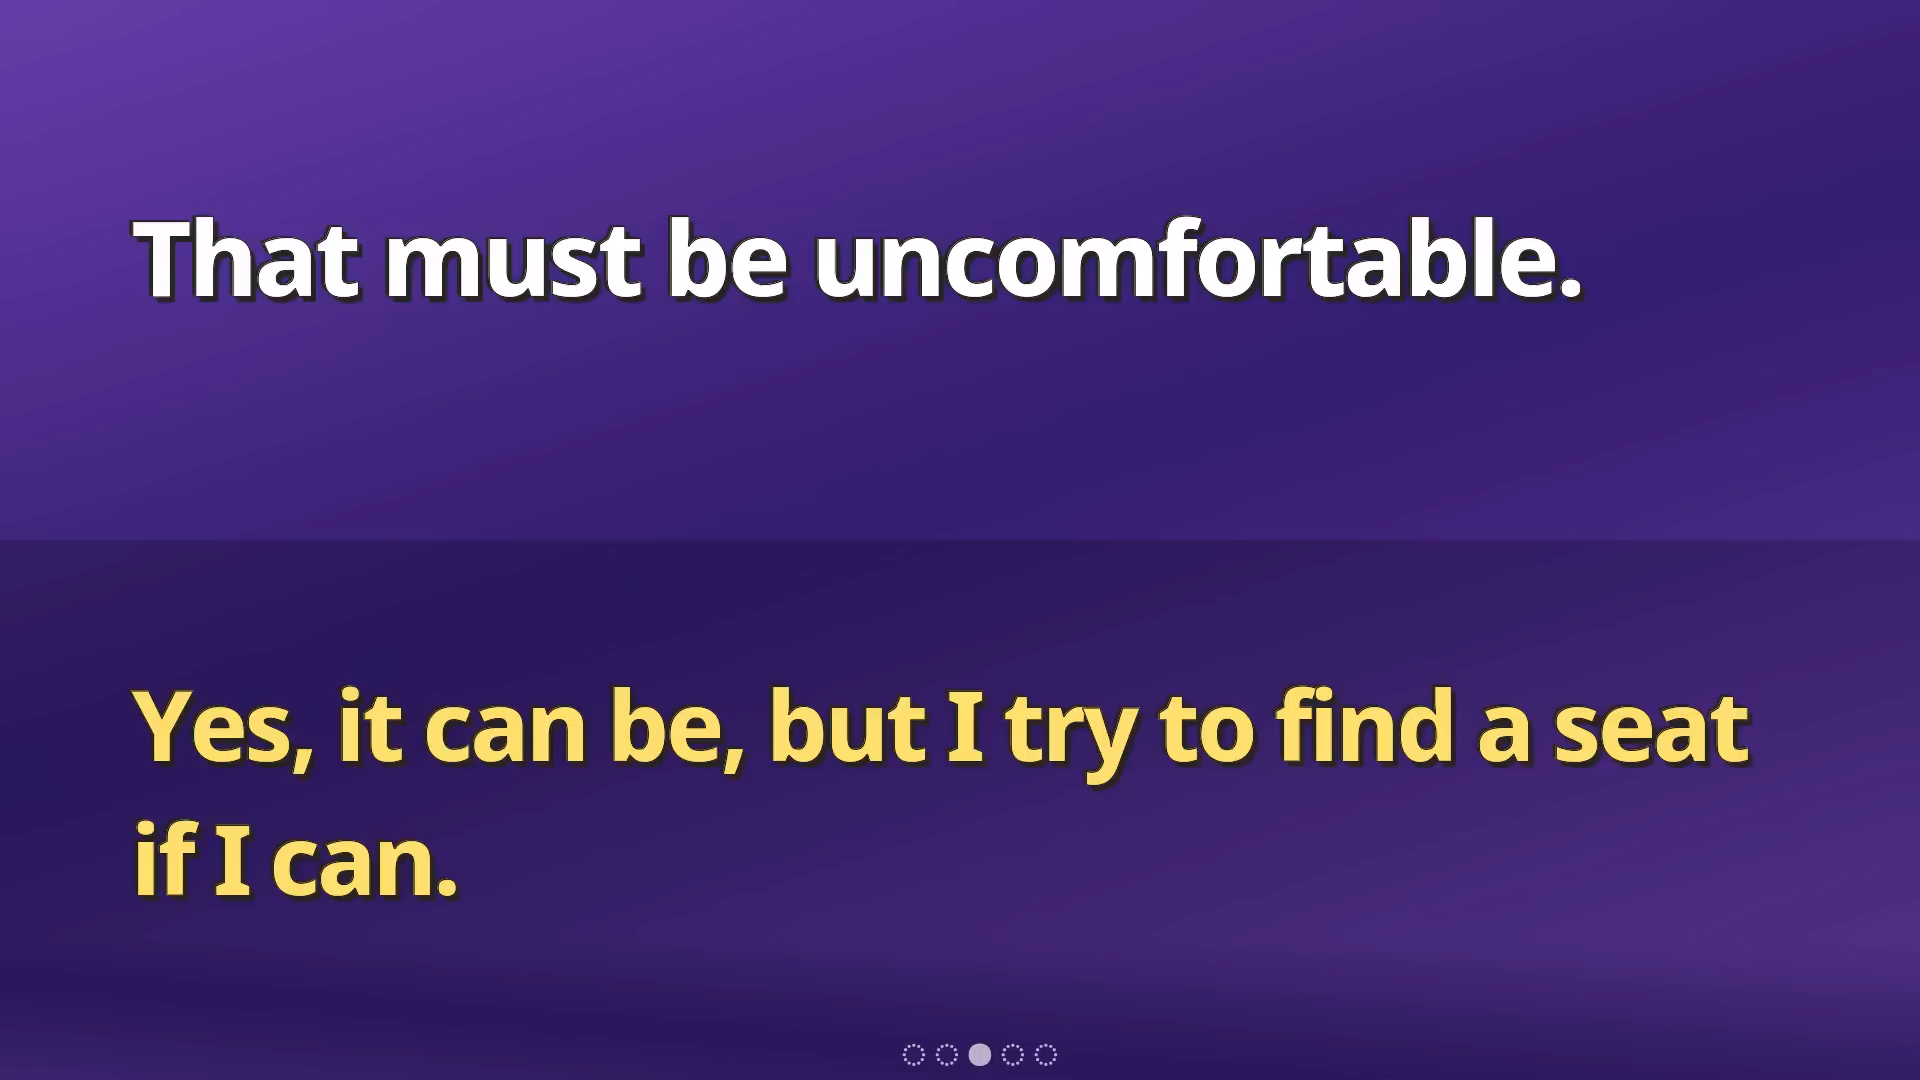 That must be uncomfortable.
Yes, it can be, but I try to find a seat
if I can.